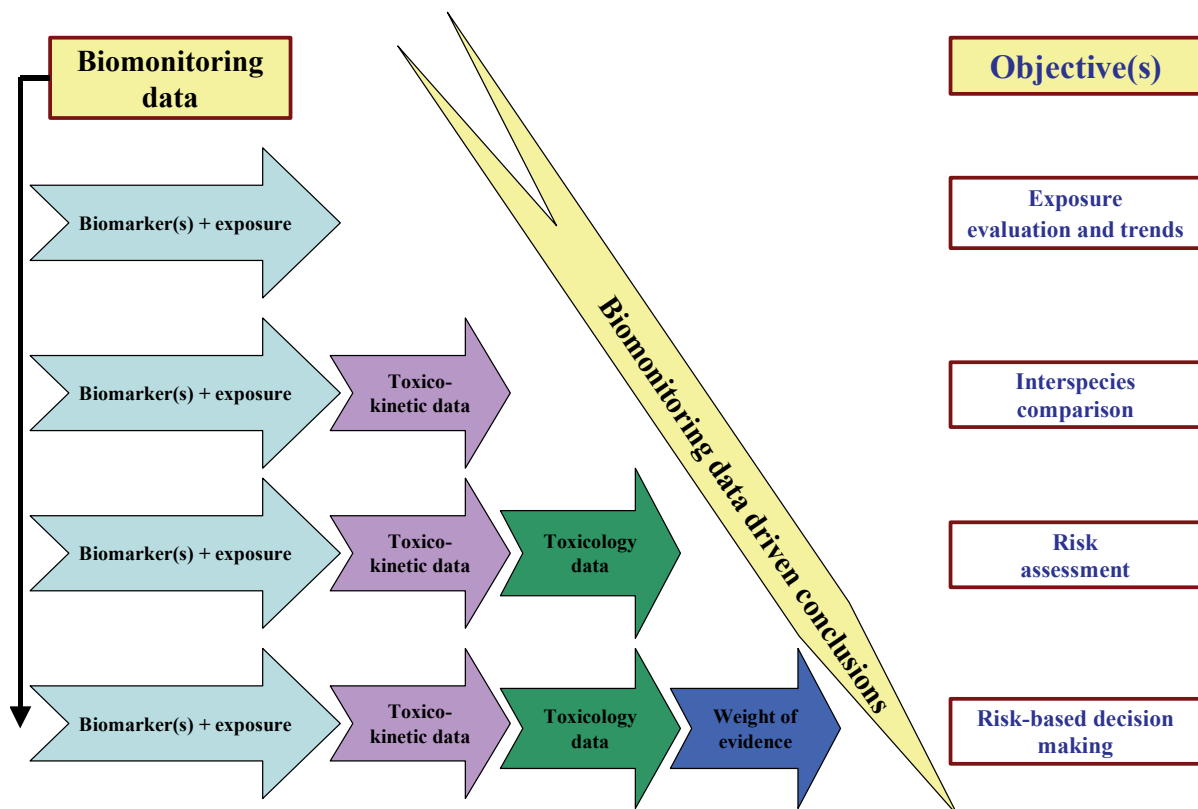 Biomonitoring
data
Objective(s)
Biomarker(s) + exposure
Exposure
evaluation and trends
Biomarker(s) + exposure
Toxico-
kinetic data
Interspecies
comparison
Biomarker(s) + exposure
Toxico-
kinetic data
Toxicology
data
Risk
assessment
Biomarker(s) + exposure
Toxico-
kinetic data
Toxicology
data
Weight of
evidence
Risk-based decision
making
Biomonitoring data driven conclusions